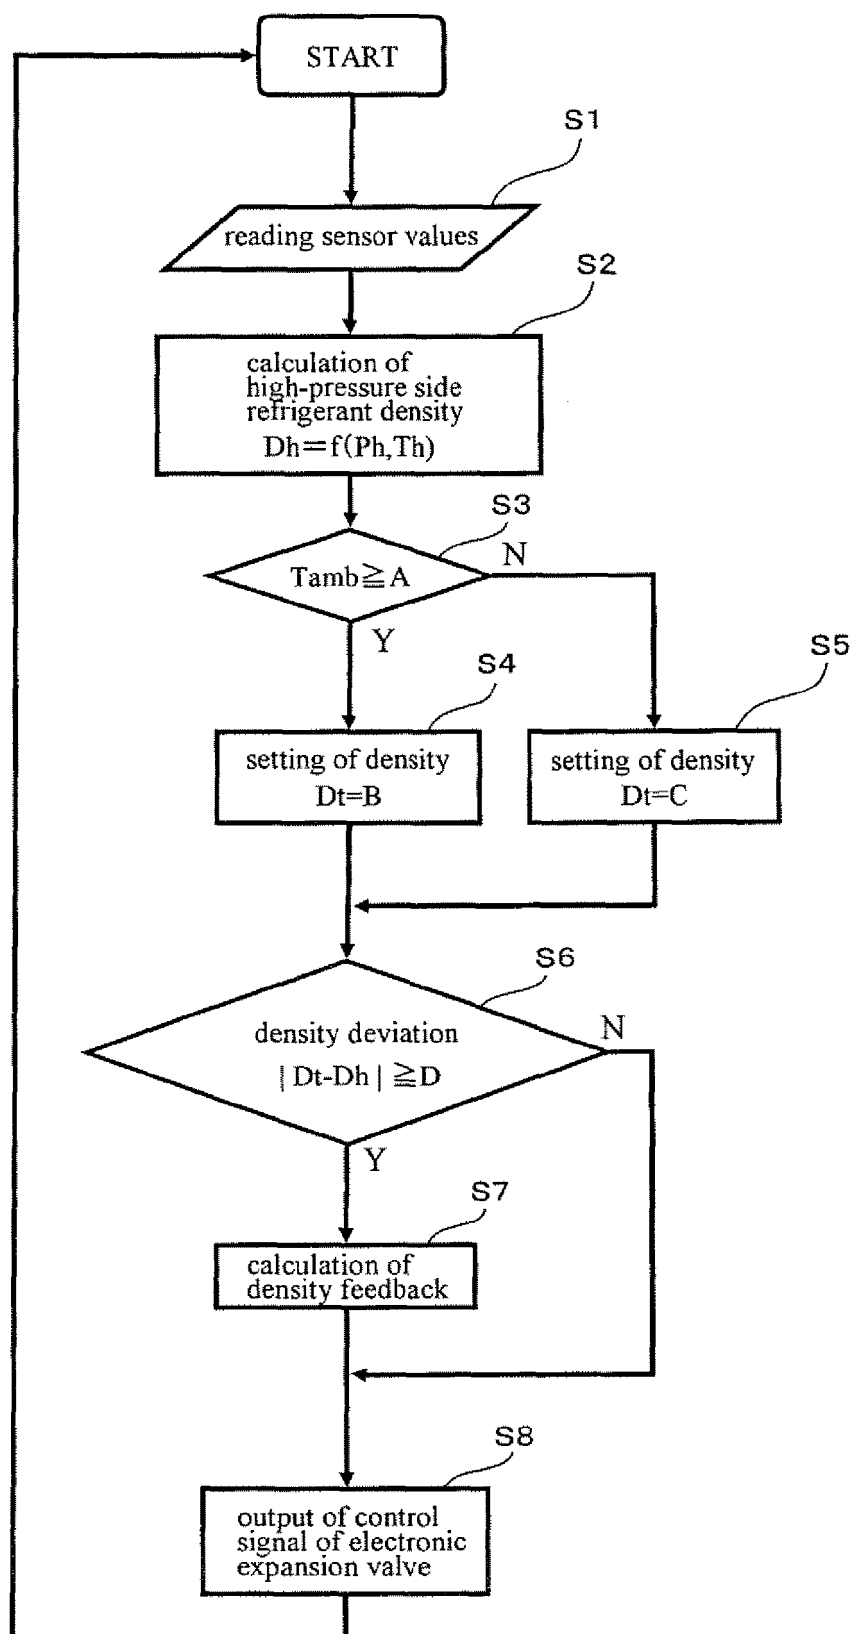 START
S1
reading sensor values
S2
calculation of
high-pressure side
refrigerant density
Dh=f(Ph,Th)
S3
Tamb≧A
N
Y
S4
setting of density
Dt=B
S5
setting of density
Dt=C
S6
density deviation
| Dt-Dh | ≧D
N
Y
S7
calculation of
density feedback
S8
output of control
signal of electronic
expansion valve